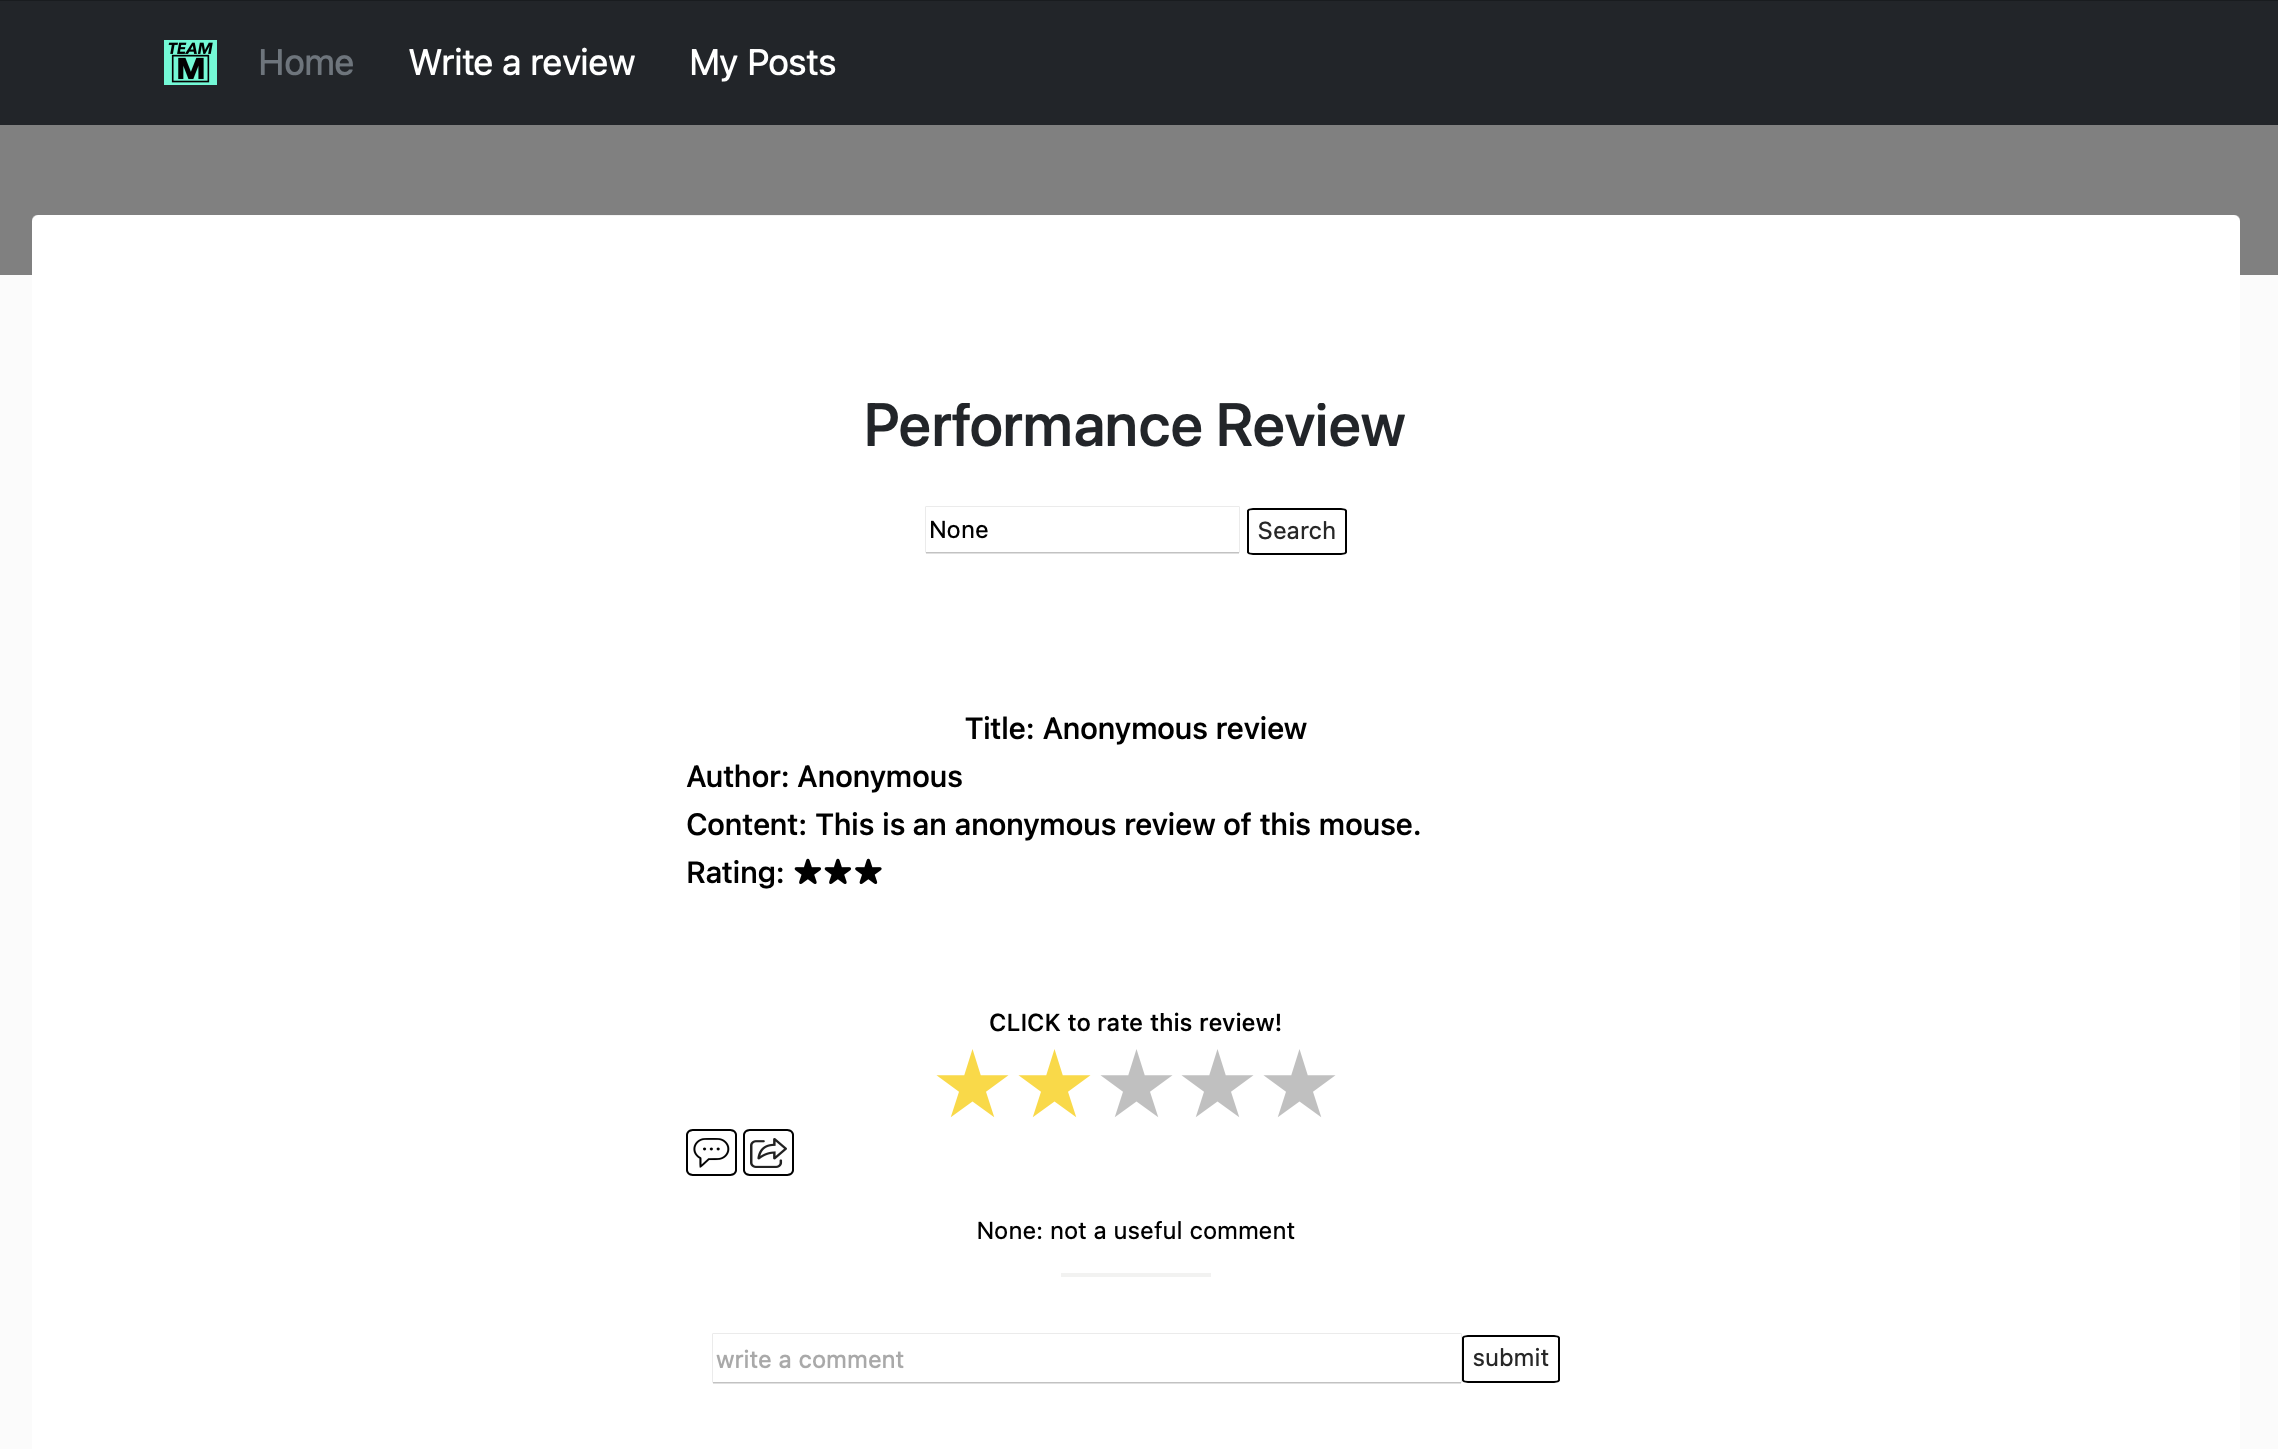 TEAM
M
Home Write a review My Posts
Performance Review
None Search
Title: Anonymous review
Author: Anonymous
Content: This is an anonymous review of this mouse.
Rating: ★★★
CLICK to rate this review!
None: not a useful comment
write a comment submit